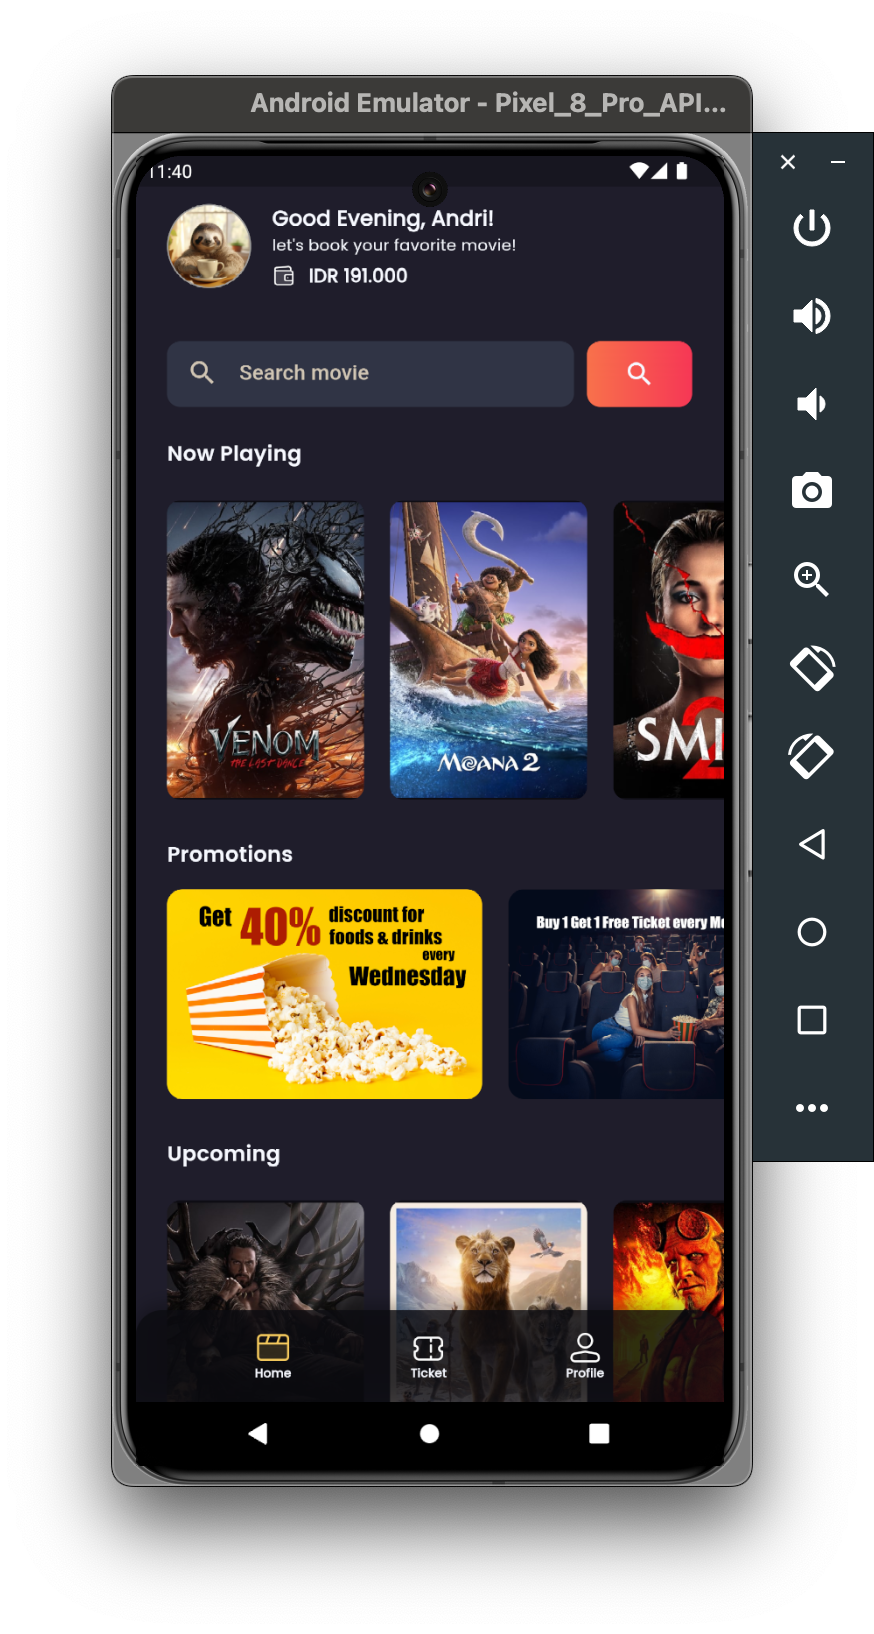 Android Emulator - Pixel_8_Pro_API...
11:40
Good Evening, Andri!
let's book your favorite movie!
IDR 191.000
Search movie
Now Playing
VENOM
THE LAST DANCE
MOANA 2
SMI
2
Promotions
Get 40% discount for
foods & drinks
every
Wednesday
Buy 1 Get 1 Free Ticket every Mo
Upcoming
Home
Ticket
Profile